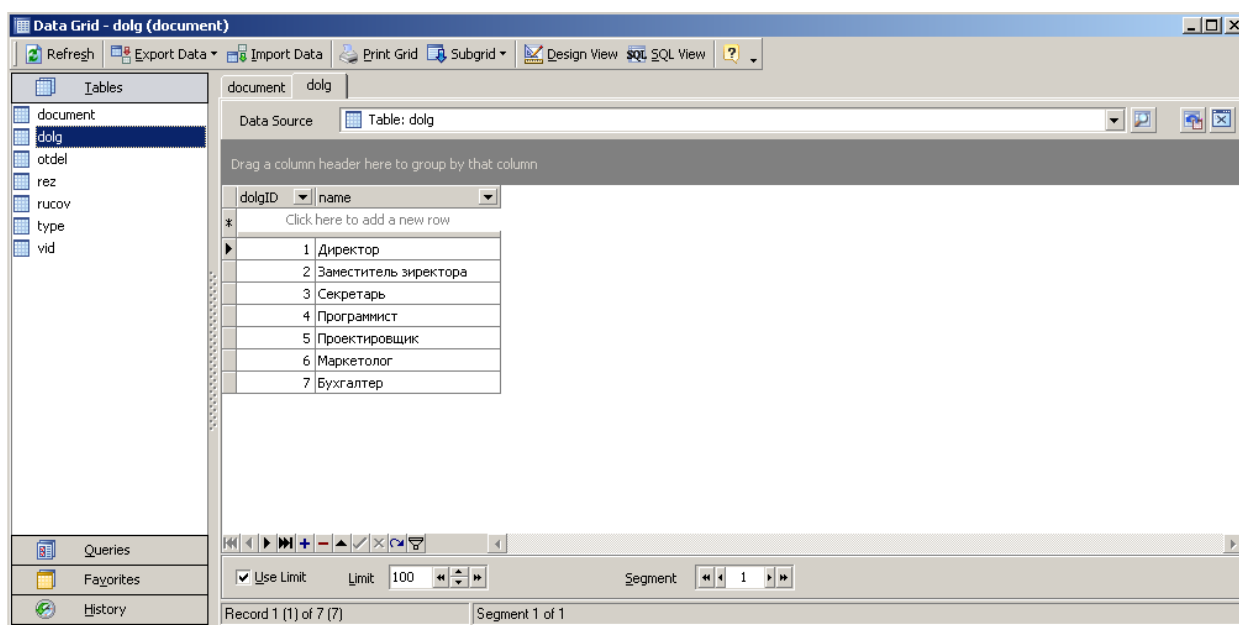 Data Grid - dolg (document)
Refresh Export Data Import Data Print Grid Subgrid Design View SQL SQL View ?
Tables
document
dolg
otdel
rez
rucov
type
vid
Queries
Favorites
History
document dolg
Data Source Table: dolg
Drag a column header here to group by that column
dolgID name
* Click here to add a new row
1 Директор
2 Заместитель зиректора
3 Секретарь
4 Программист
5 Проектировщик
6 Маркетолог
7 Бухгалтер
Use Limit Limit 100 Segment 1
Record 1 (1) of 7 (7) Segment 1 of 1